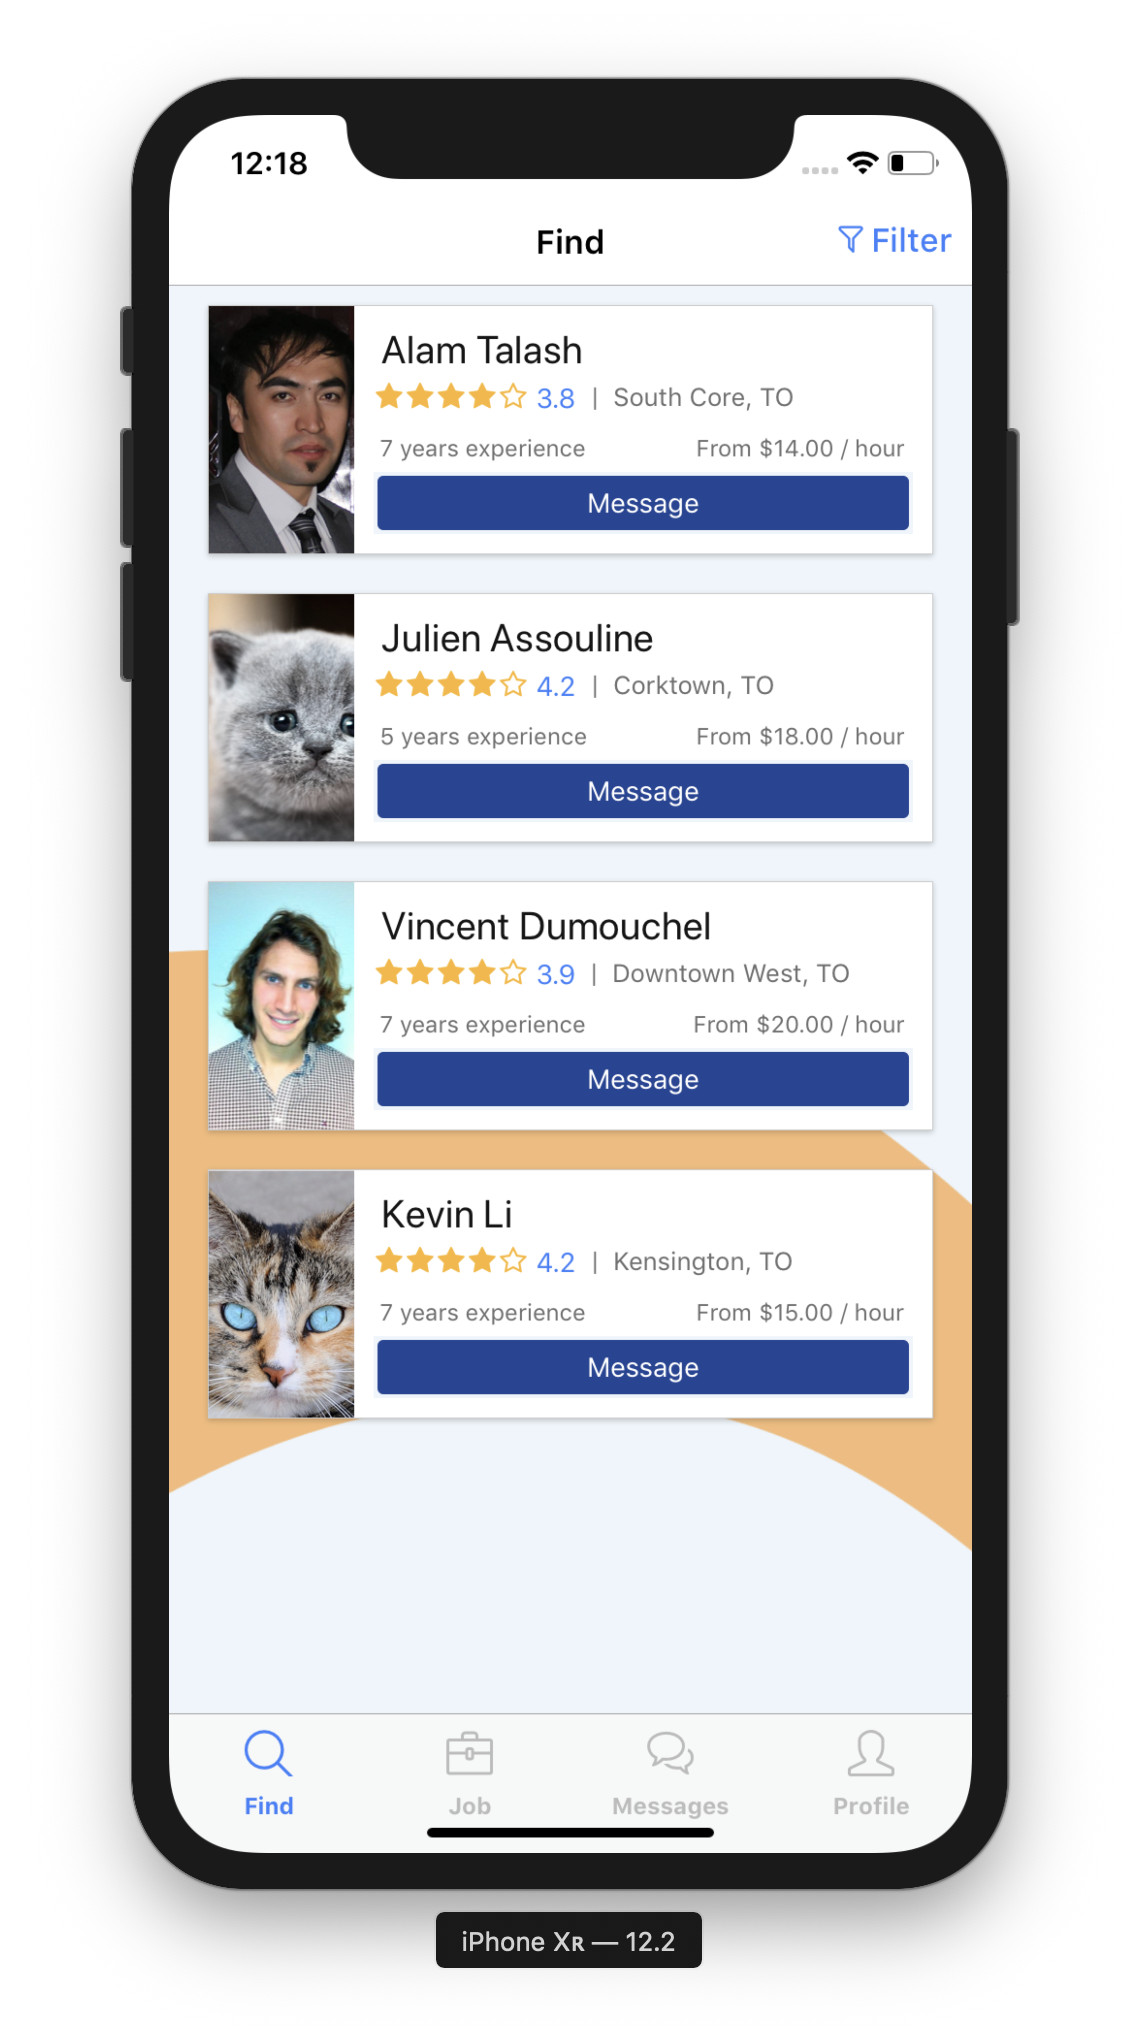 12:18
Find
Filter
Alam Talash
3.8 | South Core, TO
7 years experience From $14.00 / hour
Message
Julien Assouline
4.2 | Corktown, TO
5 years experience From $18.00 / hour
Message
Vincent Dumouchel
3.9 | Downtown West, TO
7 years experience From $20.00 / hour
Message
Kevin Li
4.2 | Kensington, TO
7 years experience From $15.00 / hour
Message
Find Job Messages Profile
iPhone Xʀ — 12.2